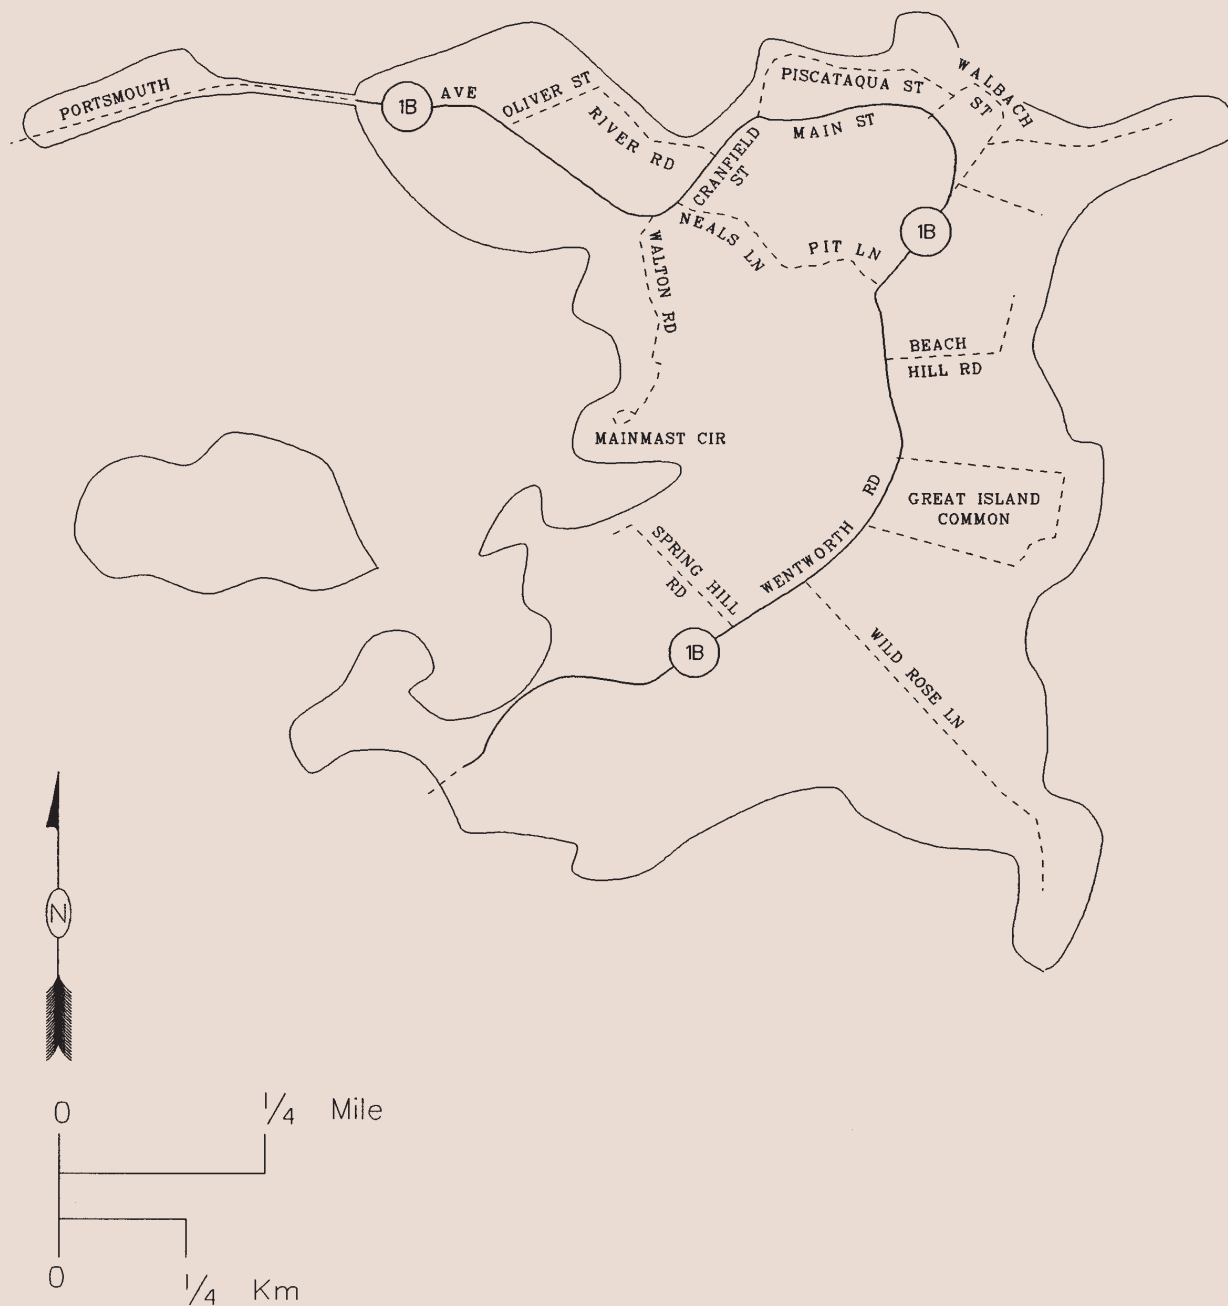 PORTSMOUTH
1B
AVE
OLIVER ST
RIVER RD
CRANFIELD
ST
PISCATAQUA ST
MAIN ST
WALBACH
ST
NEALS LN
PIT LN
1B
WALTON RD
BEACH
HILL RD
MAINMAST CIR
GREAT ISLAND
COMMON
WENTWORTH RD
SPRING HILL
RD
1B
WILD ROSE LN
N
0 1/4 Mile
0 1/4 Km